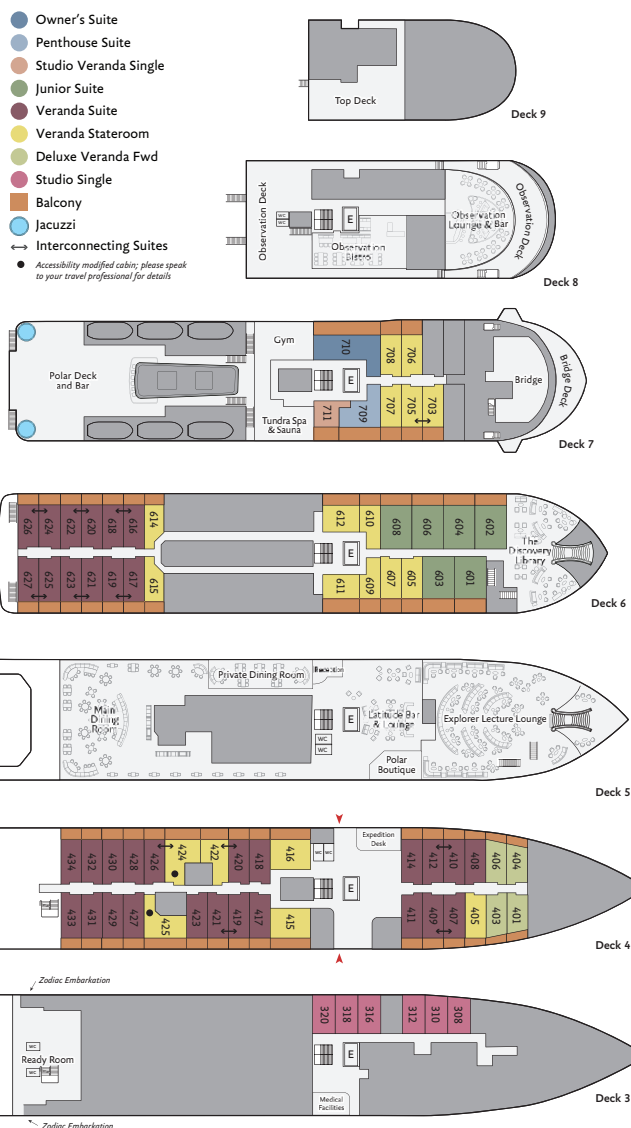 Owner's Suite
Penthouse Suite
Studio Veranda Single
Junior Suite
Veranda Suite
Veranda Stateroom
Deluxe Veranda Fwd
Studio Single
Balcony
Jacuzzi
Interconnecting Suites
Accessibility modified cabin; please speak
to your travel professional for details
Top Deck
Deck 9
Observation Deck
WC
WC
E
Observation
Bistro
Observation
Lounge & Bar
Observation Deck
Deck 8
Polar Deck
and Bar
Gym
Tundra Spa
& Sauna
710
708
706
E
711
709
707
705
703
Bridge
Bridge Deck
Deck 7
626
624
622
620
618
616
614
612
610
608
606
604
602
E
The
Discovery
Library
627
625
623
621
619
617
615
611
609
607
605
603
601
Deck 6
Main
Dining
Room
Private Dining Room
Reception
E
WC
WC
Latitude Bar
& Lounge
Polar
Boutique
Explorer Lecture Lounge
Deck 5
434
432
430
428
426
424
422
420
418
416
WC
WC
Expedition
Desk
414
412
410
408
406
404
E
433
431
429
427
425
423
421
419
417
415
411
409
407
405
403
401
Deck 4
Zodiac Embarkation
WC
Ready Room
WC
320
318
316
312
310
308
E
Medical
Facilities
Deck 3
Zodiac Embarkation